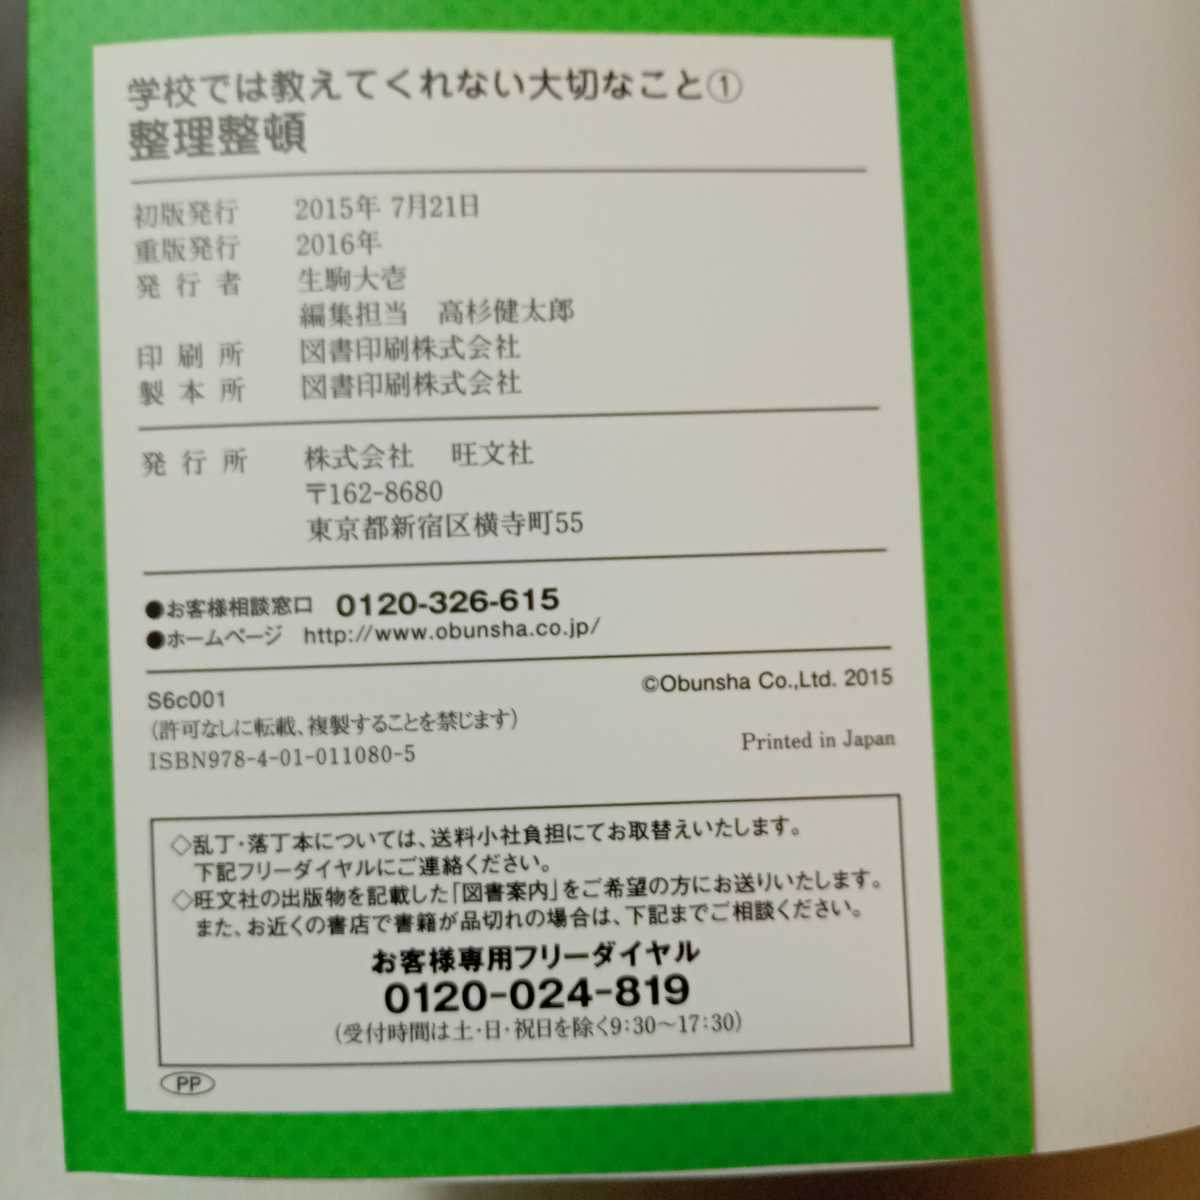 学校では教えてくれない大切なこと①
整理整頓
初版発行 2015年 7月21日
重版発行 2016年
発行者 生駒大壱
編集担当 高杉健太郎
印刷所 図書印刷株式会社
製本所 図書印刷株式会社
発行所 株式会社 旺文社
〒162-8680
東京都新宿区横寺町55
●お客様相談窓口 0120-326-615
●ホームページ http://www.obunsha.co.jp/
S6c001 ©Obunsha Co.,Ltd. 2015
（許可なしに転載、複製することを禁じます）
ISBN978-4-01-011080-5 Printed in Japan
◇乱丁・落丁本については、送料小社負担にてお取替えいたします。
下記フリーダイヤルにご連絡ください。
◇旺文社の出版物を記載した「図書案内」をご希望の方にお送りいたします。
また、お近くの書店で書籍が品切れの場合は、下記までご相談ください。
お客様専用フリーダイヤル
0120-024-819
（受付時間は土・日・祝日を除く9:30～17:30）
PP